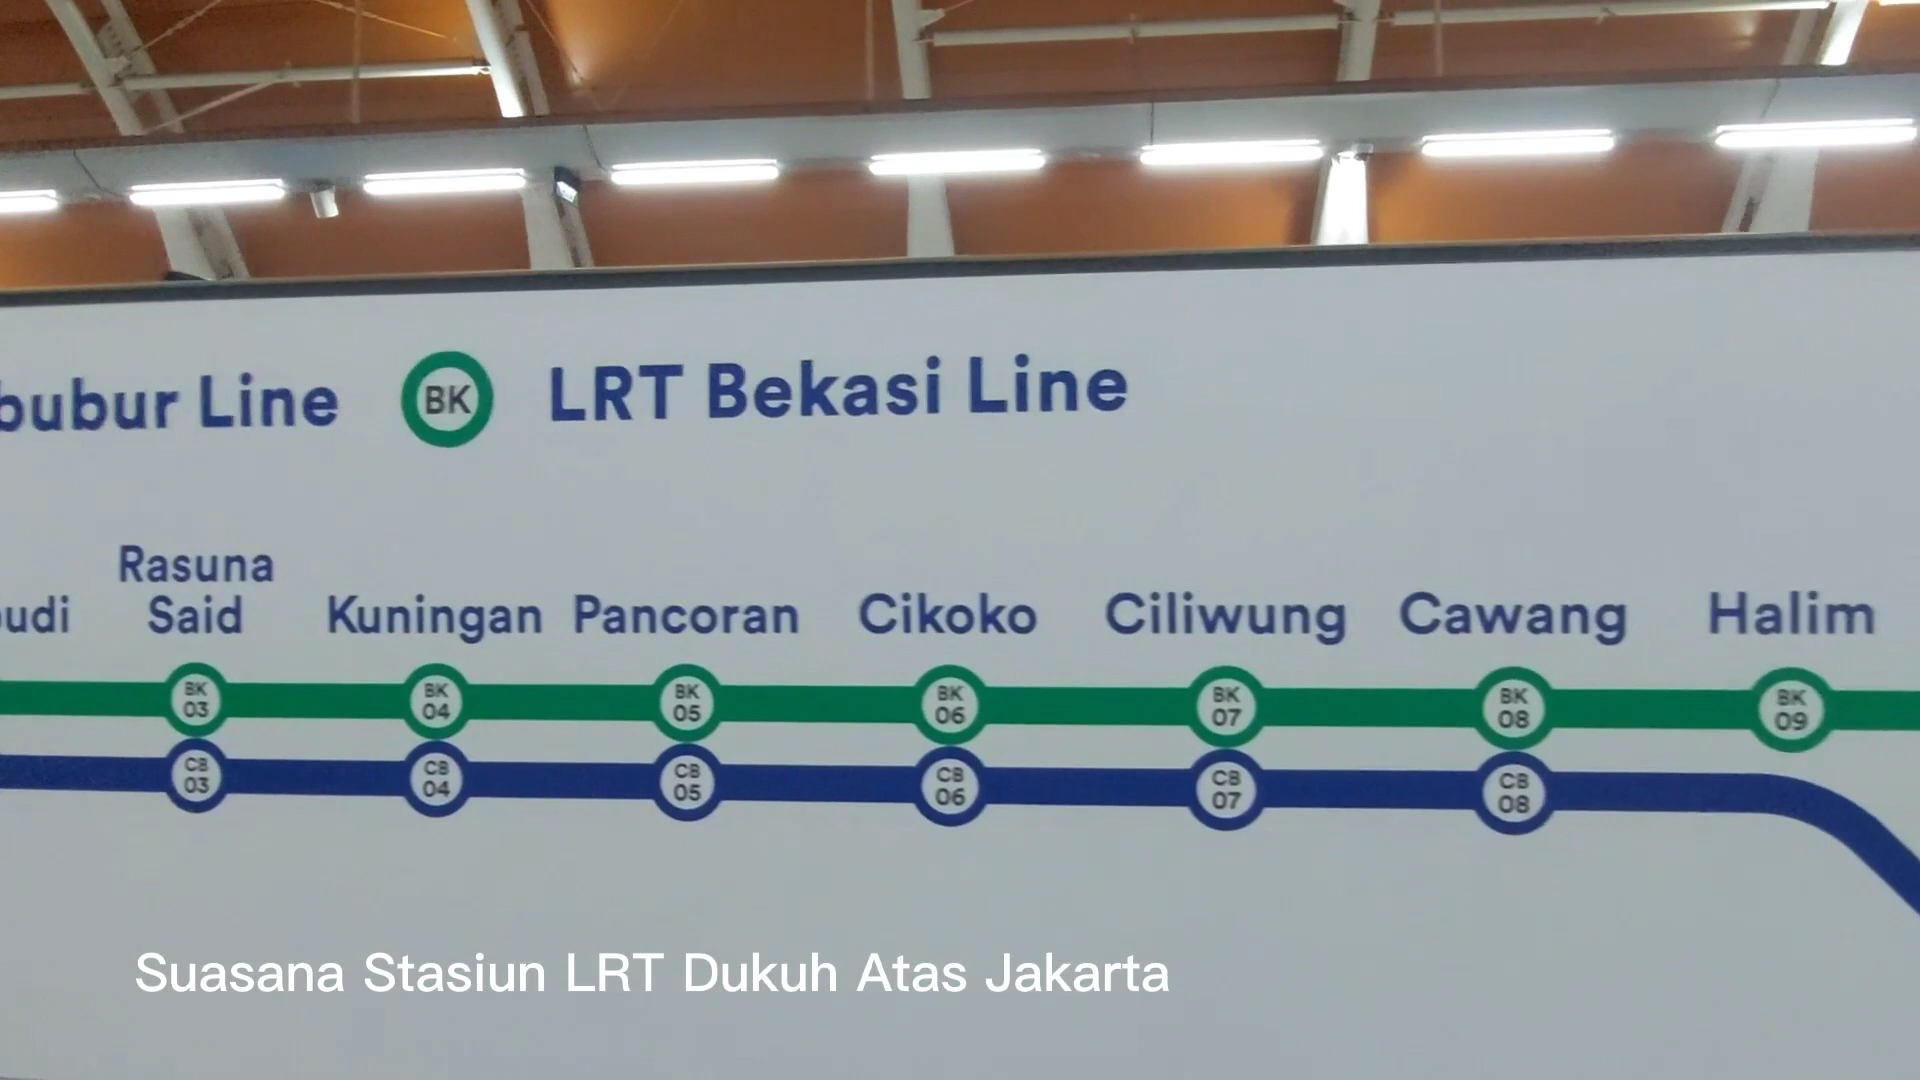 BK LRT Bekasi Line
Line
Rasuna
Said Kuningan Pancoran Cikoko Ciliwung Cawang Halim
BK 03 BK 04 BK 05 BK 06 BK 07 BK 08 BK 09
CB 03 CB 04 CB 05 CB 06 CB 07 CB 08
Suasana Stasiun LRT Dukuh Atas Jakarta